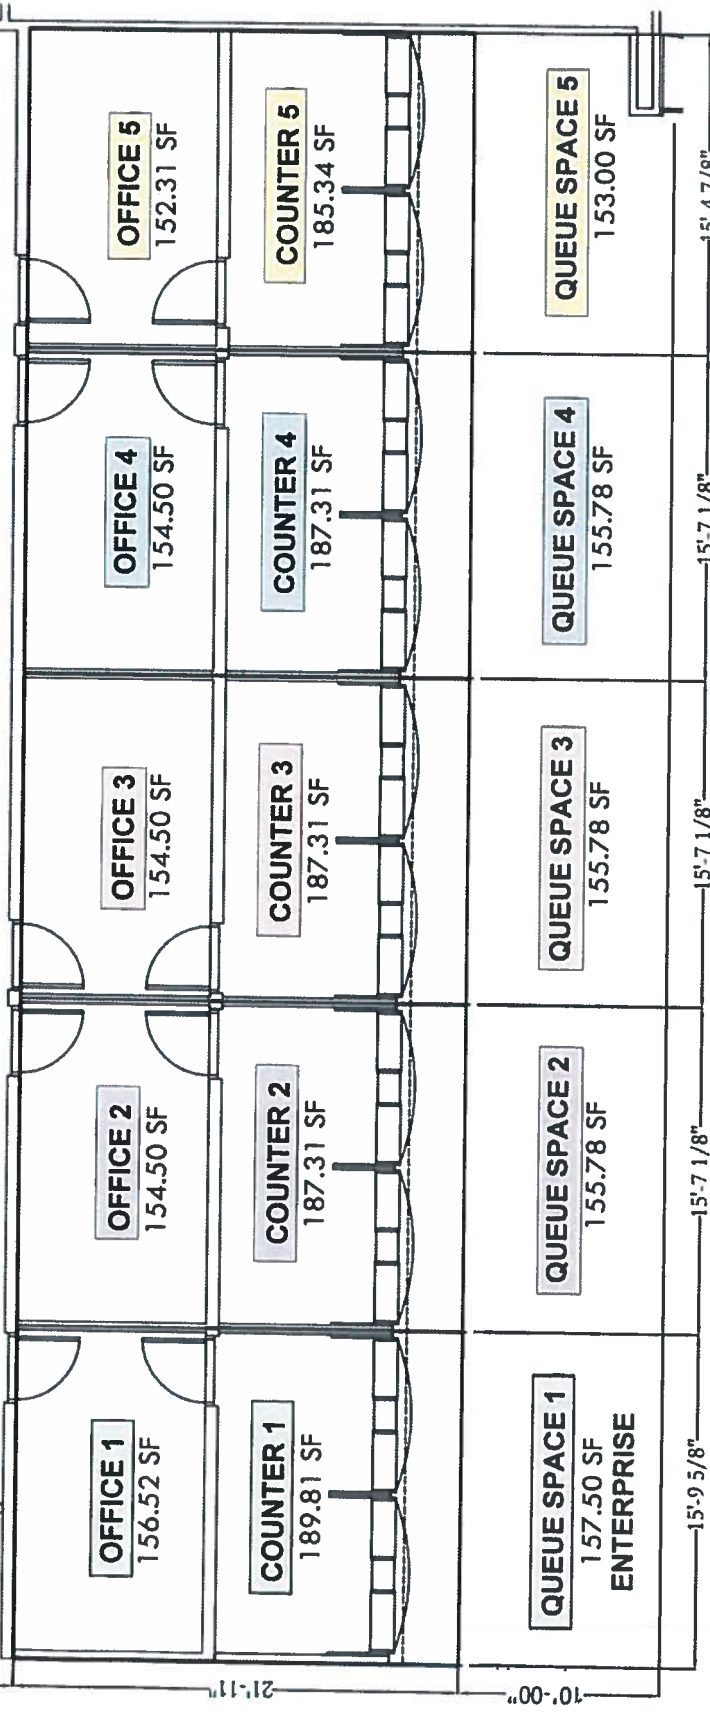 OFFICE 1
156.52 SF
OFFICE 2
154.50 SF
OFFICE 3
154.50 SF
OFFICE 4
154.50 SF
OFFICE 5
152.31 SF
COUNTER 1
189.81 SF
COUNTER 2
187.31 SF
COUNTER 3
187.31 SF
COUNTER 4
187.31 SF
COUNTER 5
185.34 SF
QUEUE SPACE 1
157.50 SF
ENTERPRISE
QUEUE SPACE 2
155.78 SF
QUEUE SPACE 3
155.78 SF
QUEUE SPACE 4
155.78 SF
QUEUE SPACE 5
153.00 SF
21'-11"
10'-00"
15'-9 5/8"
15'-7 1/8"
15'-7 1/8"
15'-7 1/8"
15'-4 7/8"